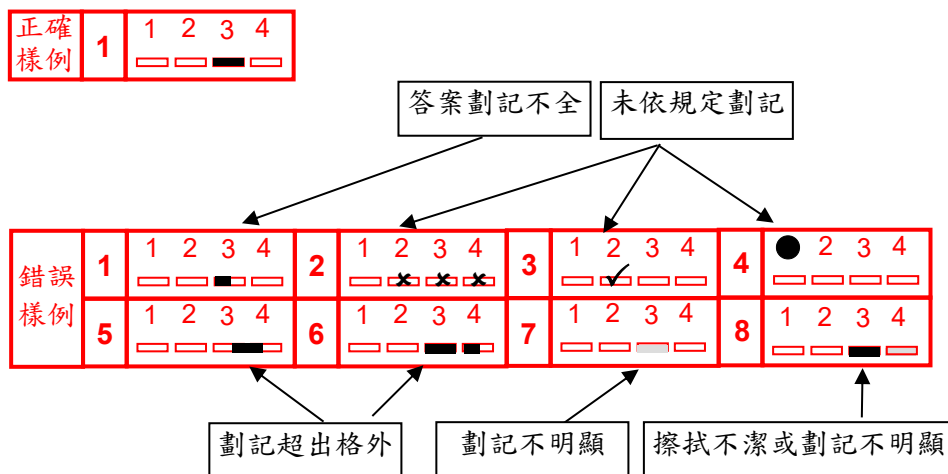 正確
樣例
1
1 2 3 4
答案劃記不全
未依規定劃記
錯誤
樣例
1
1 2 3 4
2
1 2 3 4
3
1 2 3 4
4
2 3 4
5
1 2 3 4
6
1 2 3 4
7
1 2 3 4
8
1 2 3 4
劃記超出格外
劃記不明顯
擦拭不潔或劃記不明顯